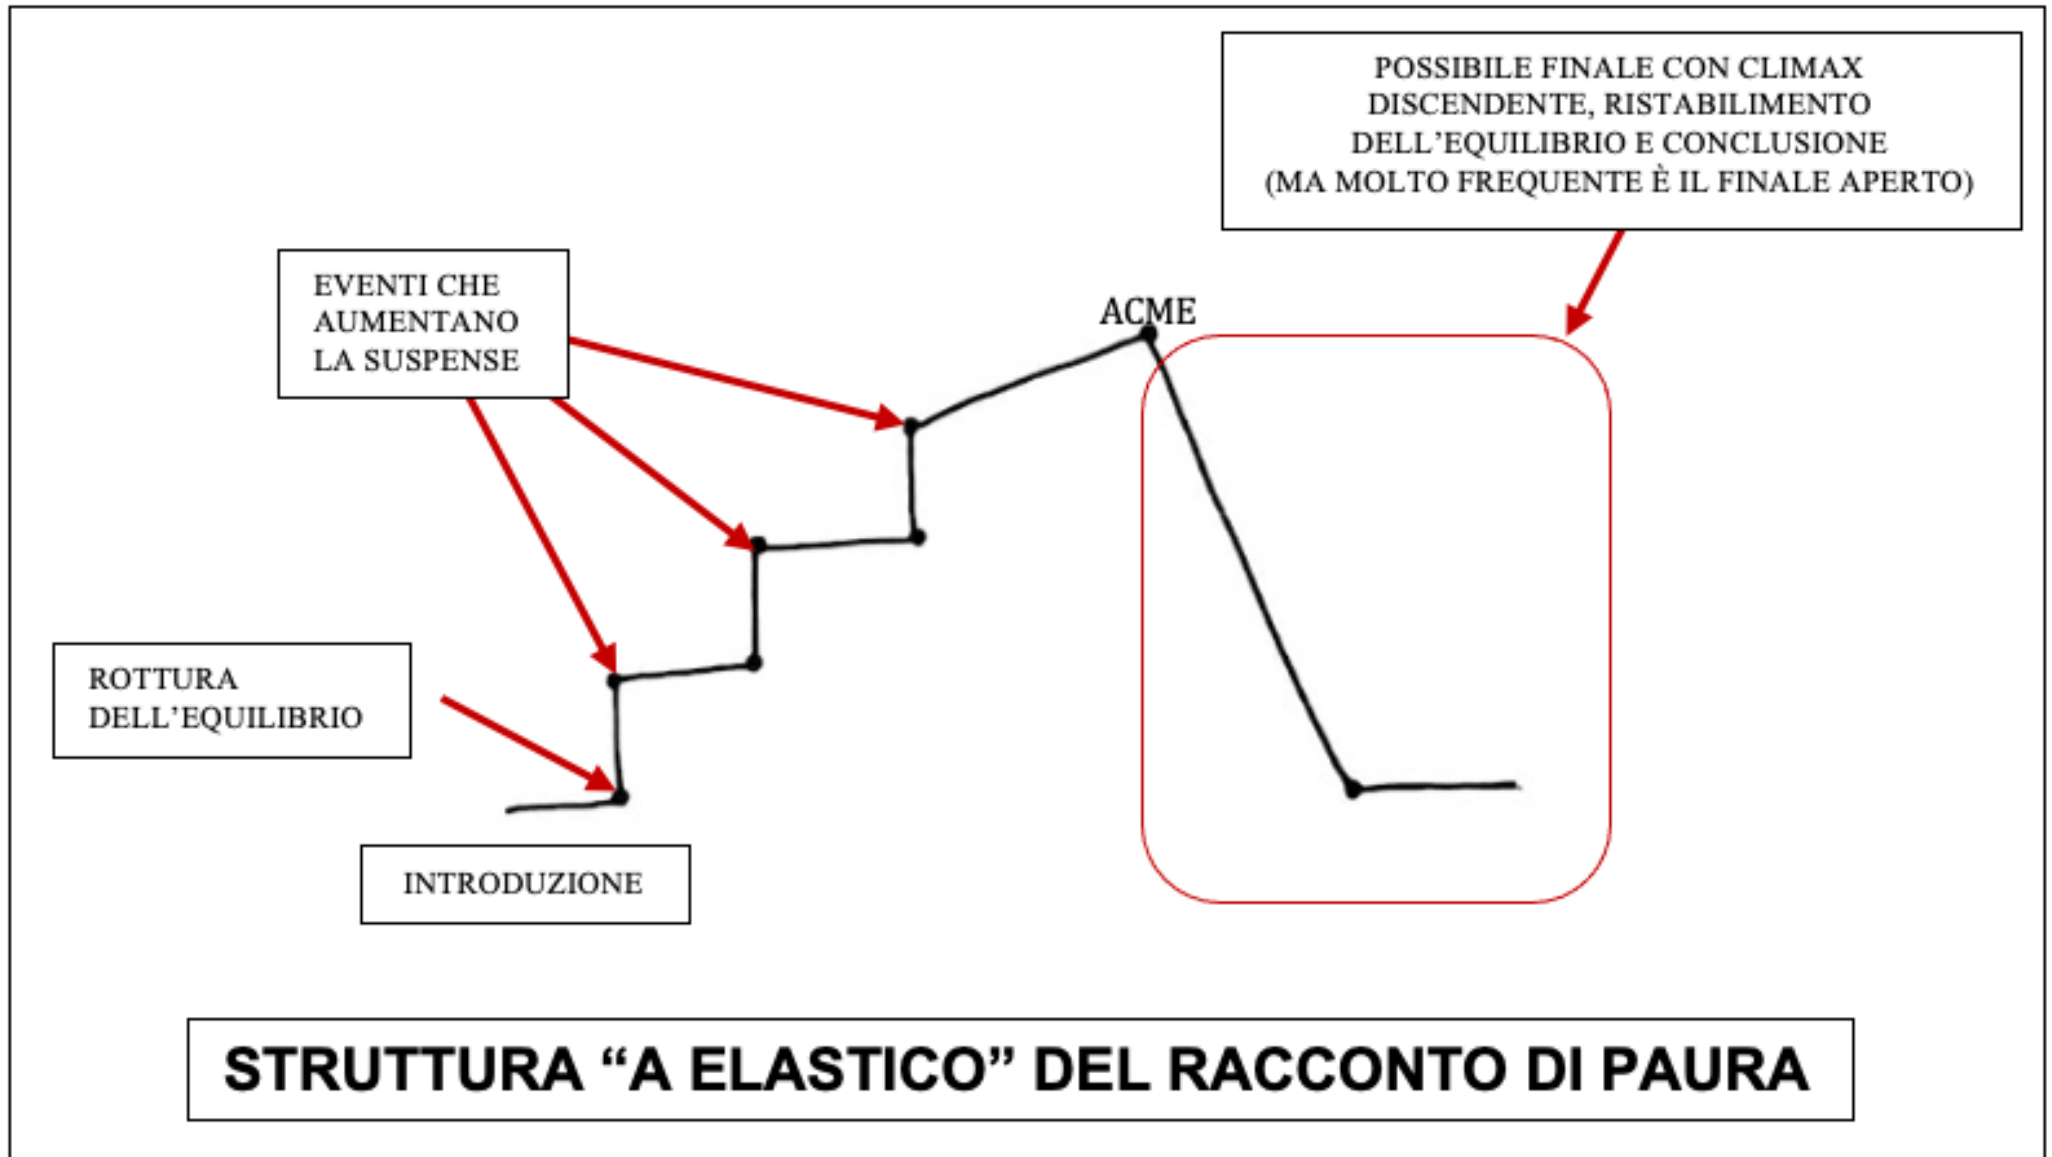 POSSIBILE FINALE CON CLIMAX
DISCENDENTE, RISTABILIMENTO
DELL’EQUILIBRIO E CONCLUSIONE
(MA MOLTO FREQUENTE È IL FINALE APERTO)
EVENTI CHE
AUMENTANO
LA SUSPENSE
ACME
ROTTURA
DELL’EQUILIBRIO
INTRODUZIONE
STRUTTURA “A ELASTICO” DEL RACCONTO DI PAURA